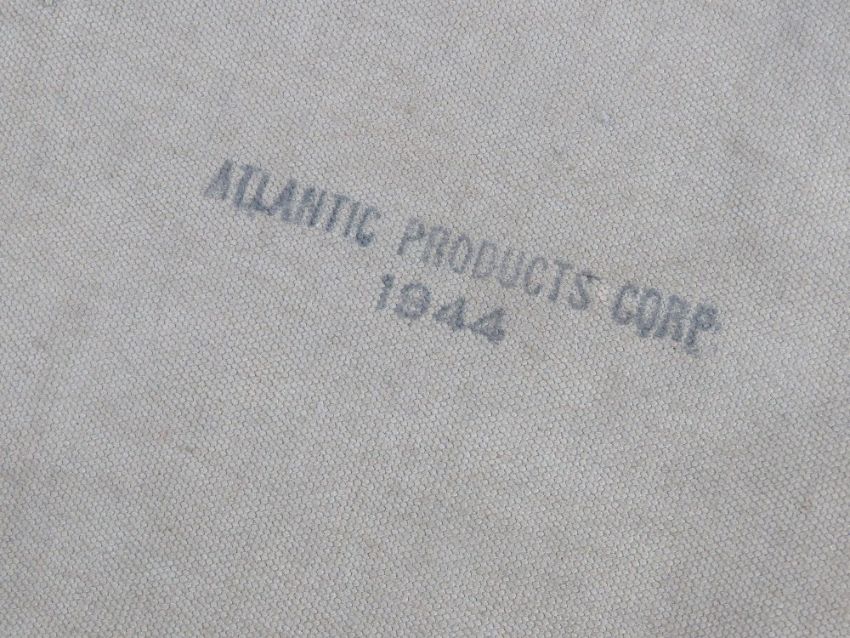 ATLANTIC PRODUCTS CORP.
1944